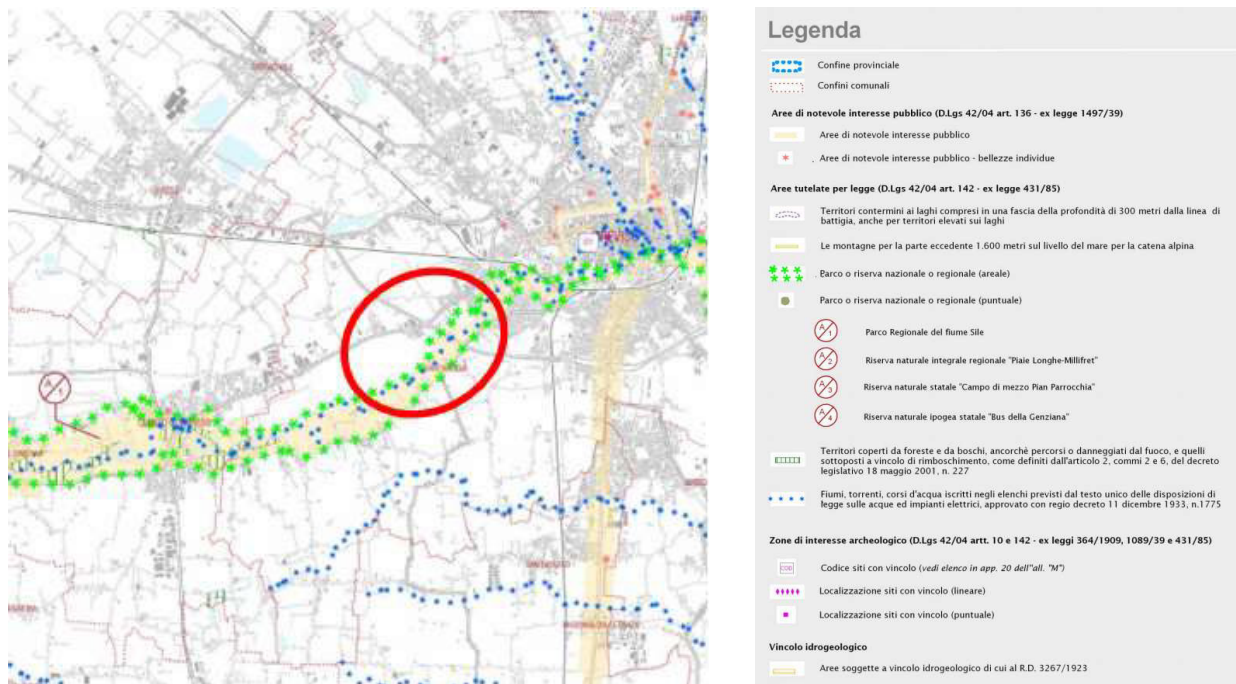 Legenda
Confine provinciale
Confini comunali
Aree di notevole interesse pubblico (D.Lgs 42/04 art. 136 - ex legge 1497/39)
Aree di notevole interesse pubblico
. Aree di notevole interesse pubblico - bellezze individue
Aree tutelate per legge (D.Lgs 42/04 art. 142 - ex legge 431/85)
Territori contermini ai laghi compresi in una fascia della profondità di 300 metri dalla linea di
battigia, anche per territori elevati sui laghi
Le montagne per la parte eccedente 1.600 metri sul livello del mare per la catena alpina
Parco o riserva nazionale o regionale (areale)
Parco o riserva nazionale o regionale (puntuale)
A/1 Parco Regionale del fiume Sile
A/2 Riserva naturale integrale regionale "Piaie Longhe-Millifret"
A/3 Riserva naturale statale "Campo di mezzo Pian Parrocchia"
A/4 Riserva naturale ipogea statale "Bus della Genziana"
Territori coperti da foreste e da boschi, ancorchè percorsi o danneggiati dal fuoco, e quelli
sottoposti a vincolo di rimboschimento, come definiti dall'articolo 2, commi 2 e 6, del decreto
legislativo 18 maggio 2001, n. 227
Fiumi, torrenti, corsi d'acqua iscritti negli elenchi previsti dal testo unico delle disposizioni di
legge sulle acque ed impianti elettrici, approvato con regio decreto 11 dicembre 1933, n.1775
Zone di interesse archeologico (D.Lgs 42/04 artt. 10 e 142 - ex leggi 364/1909, 1089/39 e 431/85)
COD Codice siti con vincolo (vedi elenco in app. 20 dell'all. "M")
Localizzazione siti con vincolo (lineare)
Localizzazione siti con vincolo (puntuale)
Vincolo idrogeologico
Aree soggette a vincolo idrogeologico di cui al R.D. 3267/1923
A/1